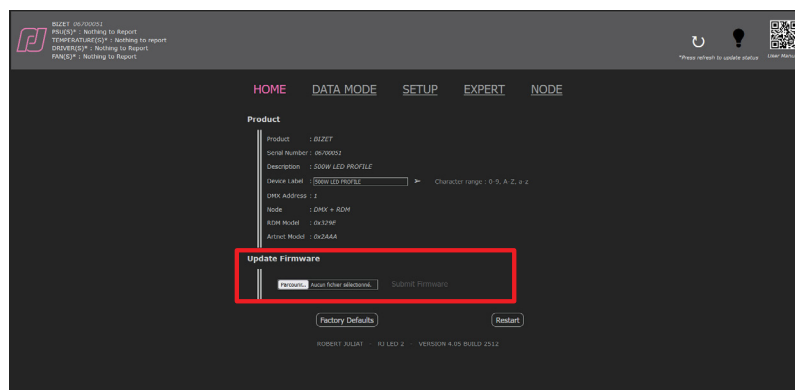 BIZET 06700051
PSU(S)* : Nothing to Report
TEMPERATURE(S)* : Nothing to report
DRIVER(S)* : Nothing to Report
FAN(S)* : Nothing to Report
*Press refresh to update status
User Manu
HOME DATA MODE SETUP EXPERT NODE
Product
Product : BIZET
Serial Number : 06700051
Description : 500W LED PROFILE
Device Label : 500W LED PROFILE ➢ Character range : 0-9, A-Z, a-z
DMX Address : 1
Node : DMX + RDM
RDM Model : 0x329E
Artnet Model : 0x2AAA
Update Firmware
Parcourir... Aucun fichier sélectionné. Submit Firmware
Factory Defaults Restart
ROBERT JULIAT - IO LED 2 - VERSION 4.05 BUILD 2512